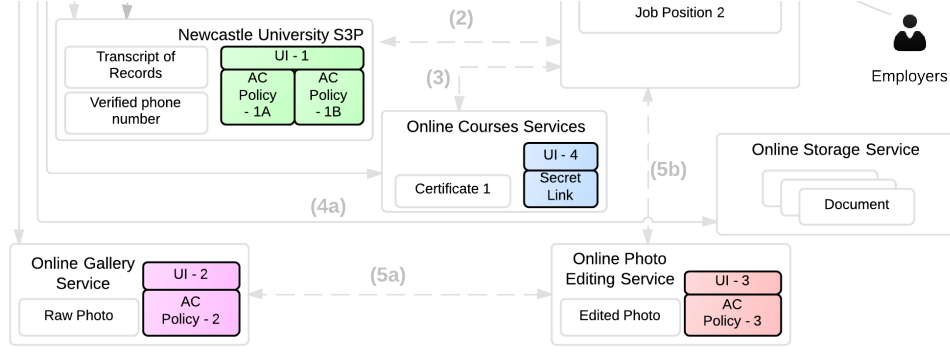 (2)
Job Position 2
Employers
Newcastle University S3P
Transcript of
Records
Verified phone
number
UI - 1
AC
Policy
- 1A
AC
Policy
- 1B
(3)
Online Courses Services
Certificate 1
UI - 4
Secret
Link
(5b)
Online Storage Service
Document
(4a)
Online Gallery
Service
Raw Photo
UI - 2
AC
Policy - 2
(5a)
Online Photo
Editing Service
Edited Photo
UI - 3
AC
Policy - 3